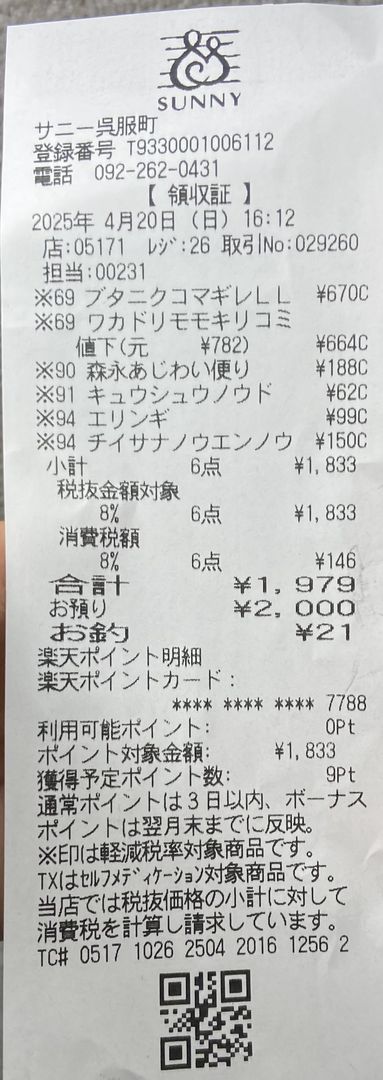 SUNNY
サニー呉服町
登録番号 T9330001006112
電話 092-262-0431
【 領収証 】
2025年 4月20日 (日) 16:12
店:05171 ﾚｼﾞ:26 取引No:029260
担当:00231
※69 ブタニクコマギレLL ¥670C
※69 ワカドリモモキリコミ
値下(元 ¥782) ¥664C
※90 森永あじわい便り ¥188C
※91 キュウシュウノウド ¥62C
※94 エリンギ ¥99C
※94 チイサナノウエンノウ ¥150C
小計 6点 ¥1,833
税抜金額対象
8% 6点 ¥1,833
消費税額
8% 6点 ¥146
合計 ¥1,979
お預り ¥2,000
お釣 ¥21
楽天ポイント明細
楽天ポイントカード:
**** **** **** 7788
利用可能ポイント: 0Pt
ポイント対象金額: ¥1,833
獲得予定ポイント数: 9Pt
通常ポイントは3日以内、ボーナス
ポイントは翌月末までに反映。
※印は軽減税率対象商品です。
TXはｾﾙﾌﾒﾃﾞｨｹｰｼｮﾝ対象商品です。
当店では税抜価格の小計に対して
消費税を計算し請求しています。
TC# 0517 1026 2504 2016 1256 2